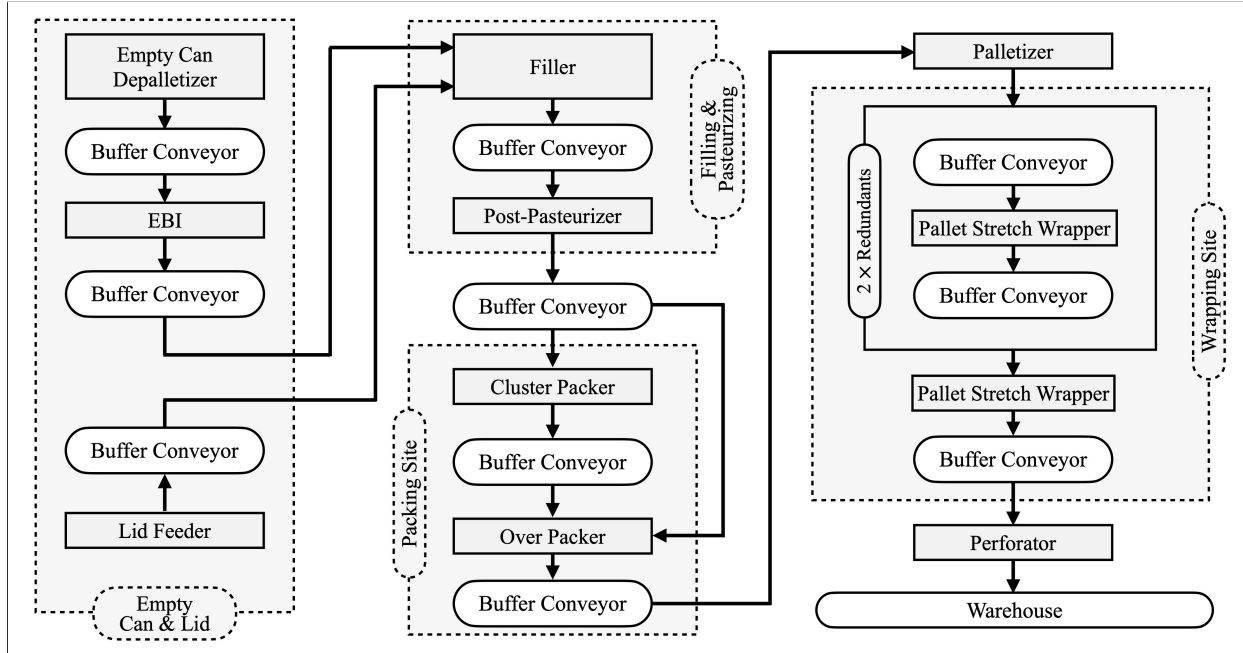 Empty Can
Depalletizer
Buffer Conveyor
EBI
Buffer Conveyor
Buffer Conveyor
Lid Feeder
Empty
Can & Lid
Filler
Buffer Conveyor
Post-Pasteurizer
Filling &
Pasteurizing
Buffer Conveyor
Cluster Packer
Buffer Conveyor
Over Packer
Buffer Conveyor
Packing Site
Palletizer
Buffer Conveyor
Pallet Stretch Wrapper
Buffer Conveyor
2 × Redundants
Pallet Stretch Wrapper
Buffer Conveyor
Wrapping Site
Perforator
Warehouse